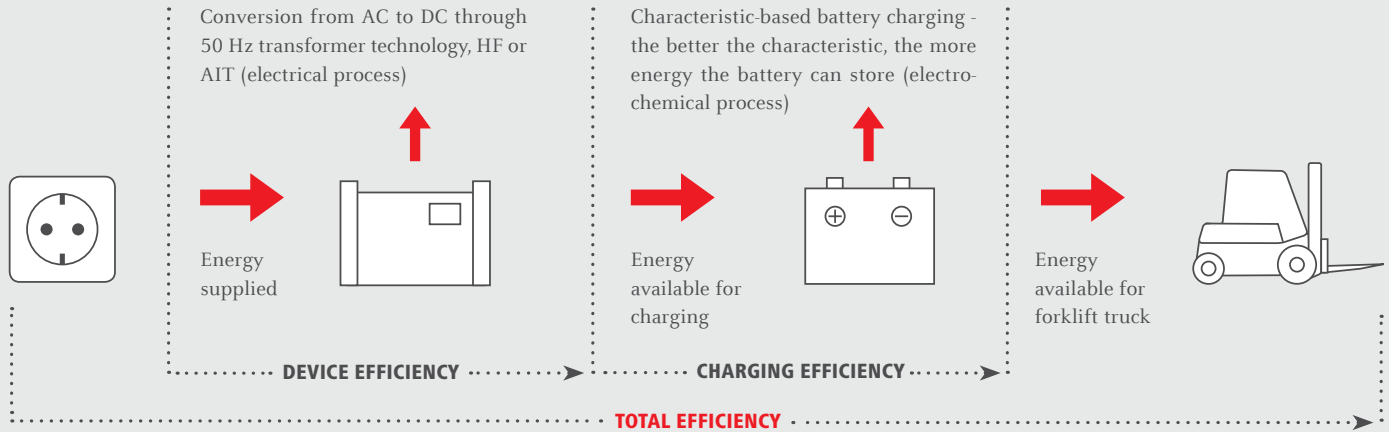 Conversion from AC to DC through
50 Hz transformer technology, HF or
AIT (electrical process)
Characteristic-based battery charging -
the better the characteristic, the more
energy the battery can store (electro-
chemical process)
Energy
supplied
Energy
available for
charging
Energy
available for
forklift truck
DEVICE EFFICIENCY
CHARGING EFFICIENCY
TOTAL EFFICIENCY